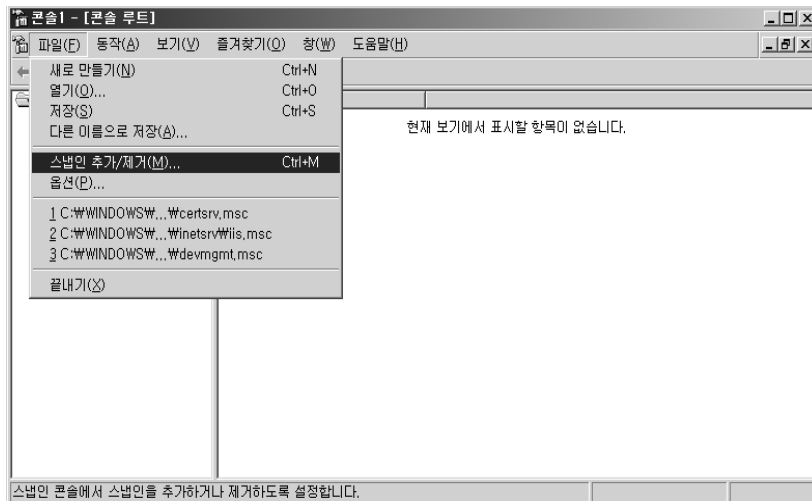 콘솔1 - [콘솔 루트]
파일(F) 동작(A) 보기(V) 즐겨찾기(O) 창(W) 도움말(H)
새로 만들기(N) Ctrl+N
열기(O)... Ctrl+O
저장(S) Ctrl+S
다른 이름으로 저장(A)...
스냅인 추가/제거(M)... Ctrl+M
옵션(P)...
1 C:₩WINDOWS₩...₩certsrv.msc
2 C:₩WINDOWS₩...₩inetsrv₩iis.msc
3 C:₩WINDOWS₩...₩devmgmt.msc
끝내기(X)
현재 보기에서 표시할 항목이 없습니다.
스냅인 콘솔에서 스냅인을 추가하거나 제거하도록 설정합니다.